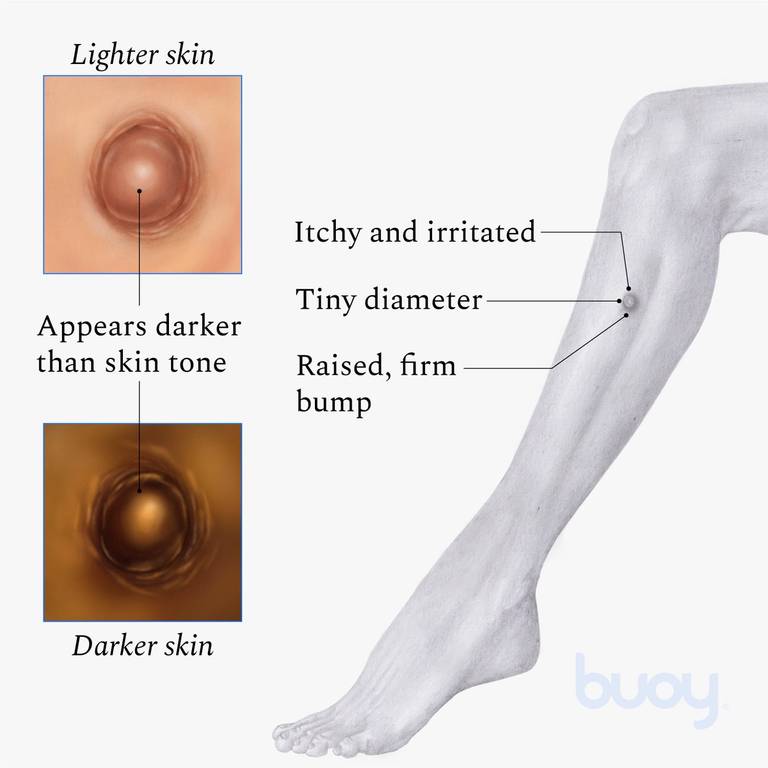 Lighter skin
Appears darker
than skin tone
Darker skin
Itchy and irritated
Tiny diameter
Raised, firm
bump
buoy